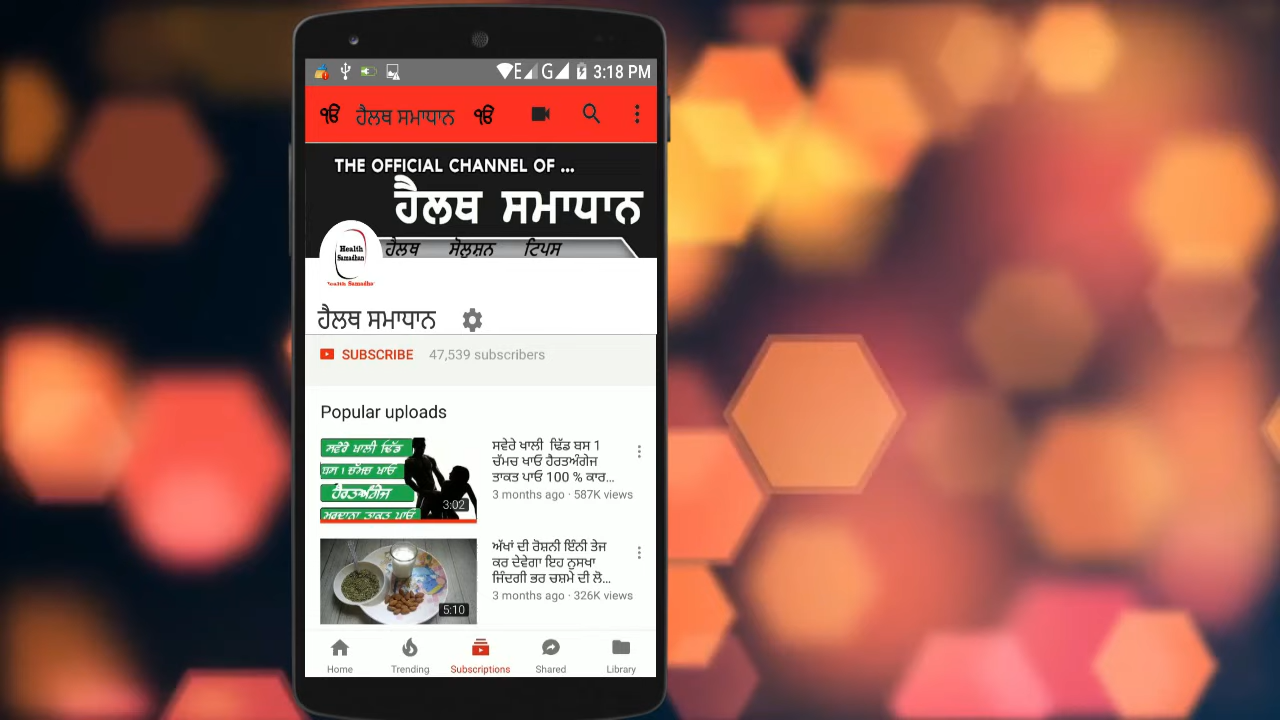 E G 3:18 PM
ੴ ਹੈਲਥ ਸਮਾਧਾਨ ੴ
THE OFFICIAL CHANNEL OF ...
ਹੈਲਥ ਸਮਾਧਾਨ
ਹੈਲਥ ਸੋਲੁਸ਼ਨ ਟਿਪਸ
Health
Samadhan
ਹੈਲਥ ਸਮਾਧਾਨ
SUBSCRIBE 47,539 subscribers
Popular uploads
ਸਵੇਰੇ ਖਾਲੀ ਢਿੱਡ
ਬਸ 1 ਚੱਮਚ ਖਾਓ
ਹੈਰਤਅੰਗੇਜ
ਮਰਦਾਨਾ ਤਾਕਤ ਪਾਓ
3:02
ਸਵੇਰੇ ਖਾਲੀ ਢਿੱਡ ਬਸ 1
ਚੱਮਚ ਖਾਓ ਹੈਰਤਅੰਗੇਜ
ਤਾਕਤ ਪਾਓ 100 % ਕਾਰ...
3 months ago · 587K views
5:10
ਅੱਖਾਂ ਦੀ ਰੋਸ਼ਨੀ ਇੰਨੀ ਤੇਜ
ਕਰ ਦੇਵੇਗਾ ਇਹ ਨੁਸਖਾ
ਜਿੰਦਗੀ ਭਰ ਚਸ਼ਮੇ ਦੀ ਲੋ...
3 months ago · 326K views
Home Trending Subscriptions Shared Library